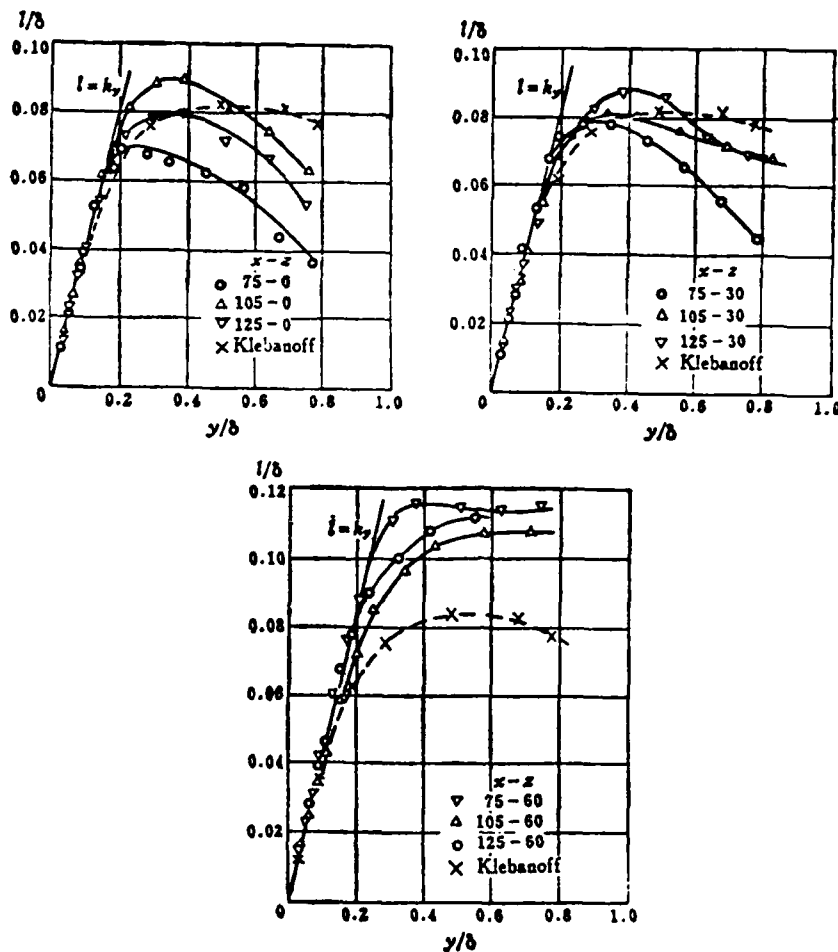 l/δ
0.10
0.08
0.06
0.04
0.02
0
l = ky
x – z
75 – 0
105 – 0
125 – 0
Klebanoff
0.2
0.4
0.6
0.8
1.0
y/δ
l/δ
0.10
0.08
0.06
0.04
0.02
0
l = ky
x – z
75 – 30
105 – 30
125 – 30
Klebanoff
0.2
0.4
0.6
0.8
1.0
y/δ
l/δ
0.12
0.10
0.08
0.06
0.04
0.02
0
l = ky
x – z
75 – 60
105 – 60
125 – 60
Klebanoff
0.2
0.4
0.6
0.8
1.0
y/δ